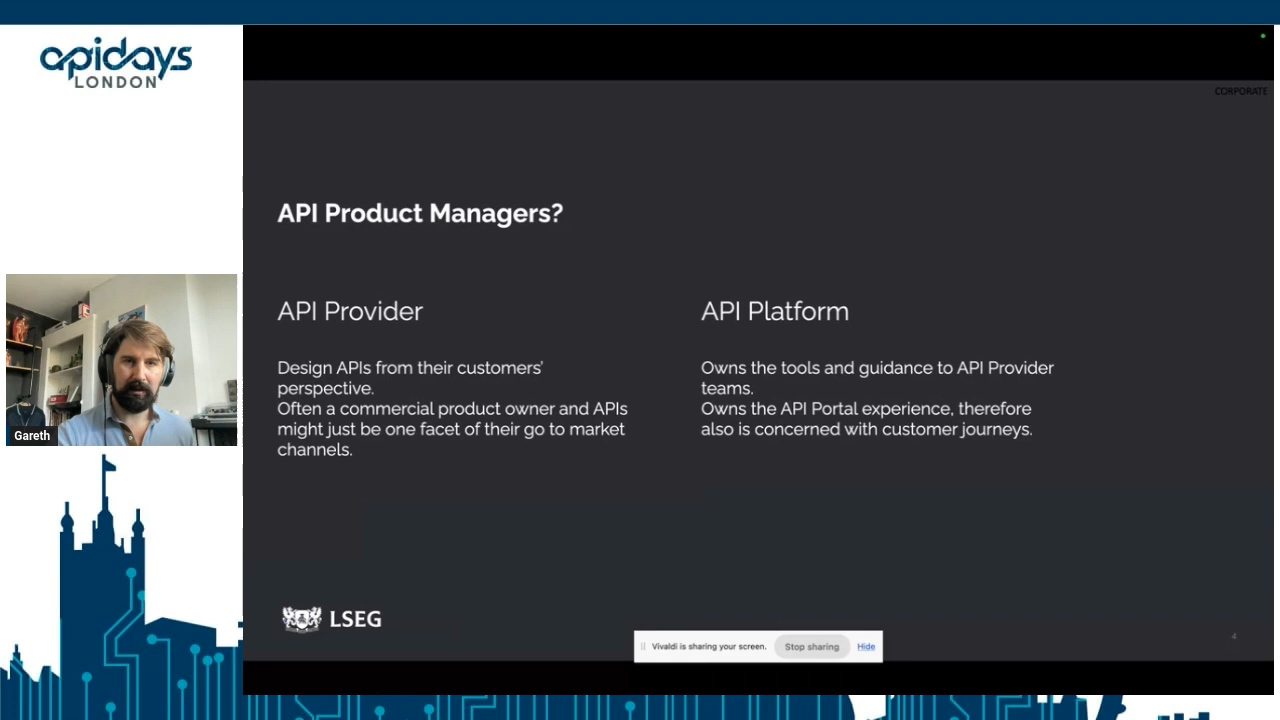 apidays
LONDON
CORPORATE
API Product Managers?
API Provider
Design APIs from their customers'
perspective.
Often a commercial product owner and APIs
might just be one facet of their go to market
channels.
API Platform
Owns the tools and guidance to API Provider
teams.
Owns the API Portal experience, therefore
also is concerned with customer journeys.
Gareth
LSEG
Vivaldi is sharing your screen. Stop sharing Hide
4